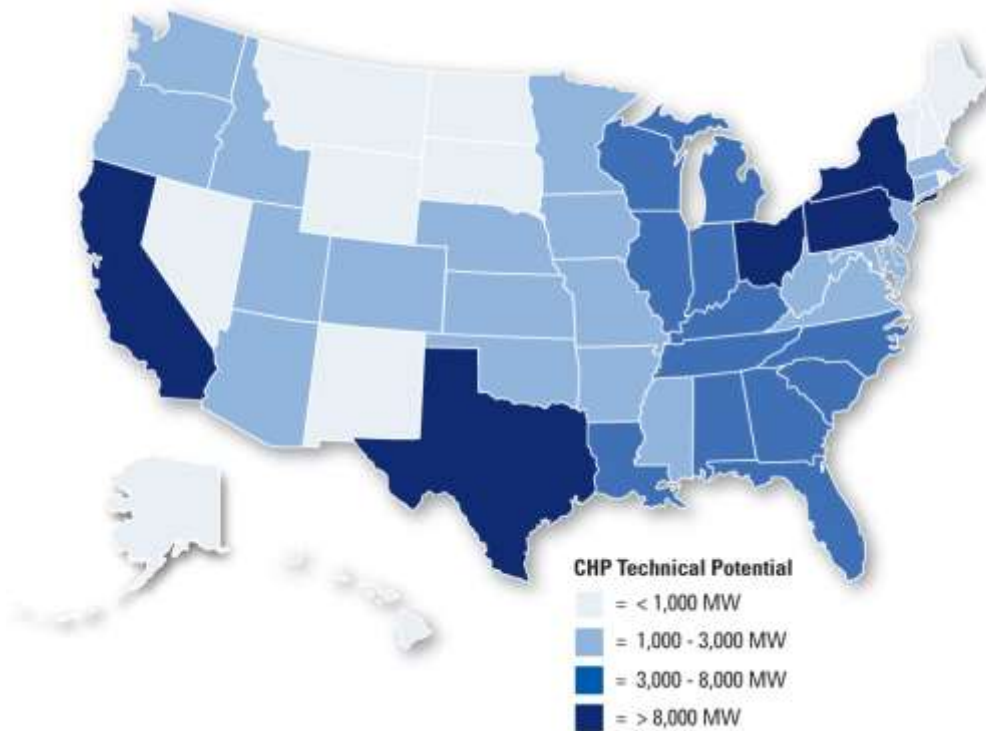 CHP Technical Potential
= < 1,000 MW
= 1,000 - 3,000 MW
= 3,000 - 8,000 MW
= > 8,000 MW